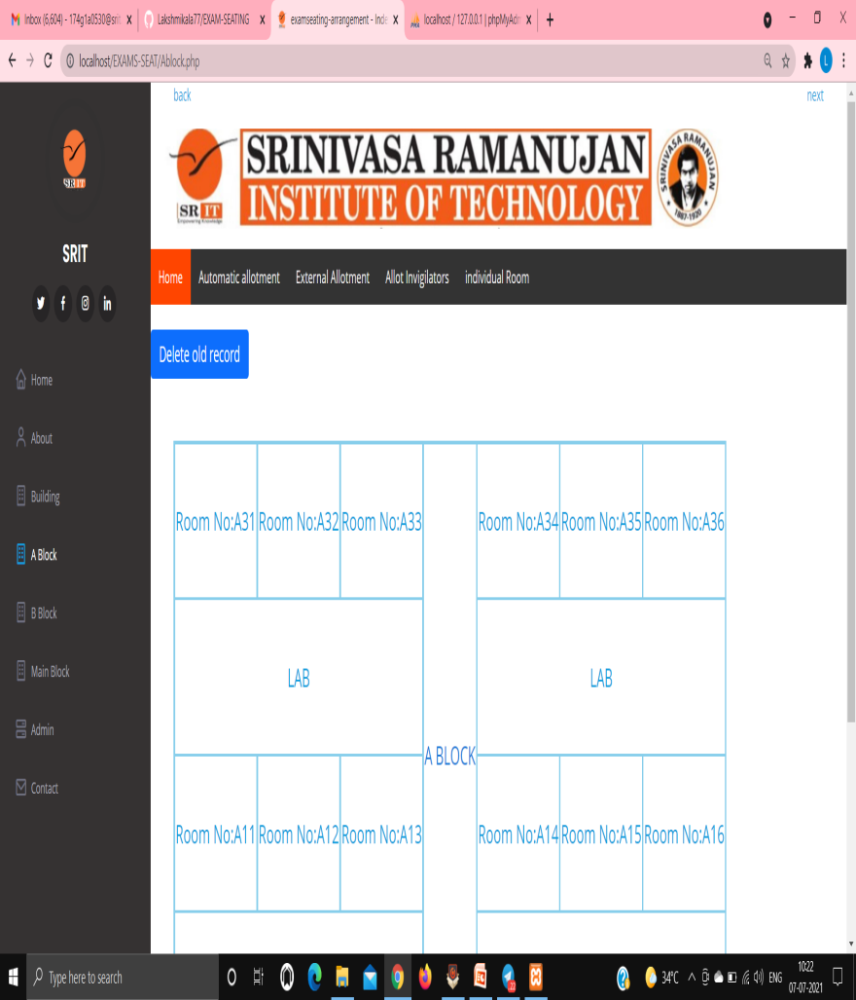 Inbox (6,604) - 174g1a0530@srit
Lakshmikala77/EXAM-SEATING
examseating-arrangement - Inde
localhost / 127.0.0.1 | phpMyAdm
localhost/EXAMS-SEAT/Ablock.php
L
back
next
SRIT
SRINIVASA RAMANUJAN
INSTITUTE OF TECHNOLOGY
SRIT
Empowering Knowledge
SRINIVASA RAMANUJAN
1887-1920
SRIT
Home
Automatic allotment
External Allotment
Allot Invigilators
individual Room
Delete old record
Home
About
Building
A Block
B Block
Main Block
Admin
Contact
Room No:A31
Room No:A32
Room No:A33
Room No:A34
Room No:A35
Room No:A36
LAB
LAB
A BLOCK
Room No:A11
Room No:A12
Room No:A13
Room No:A14
Room No:A15
Room No:A16
Type here to search
34°C
ENG
10:22
07-07-2021